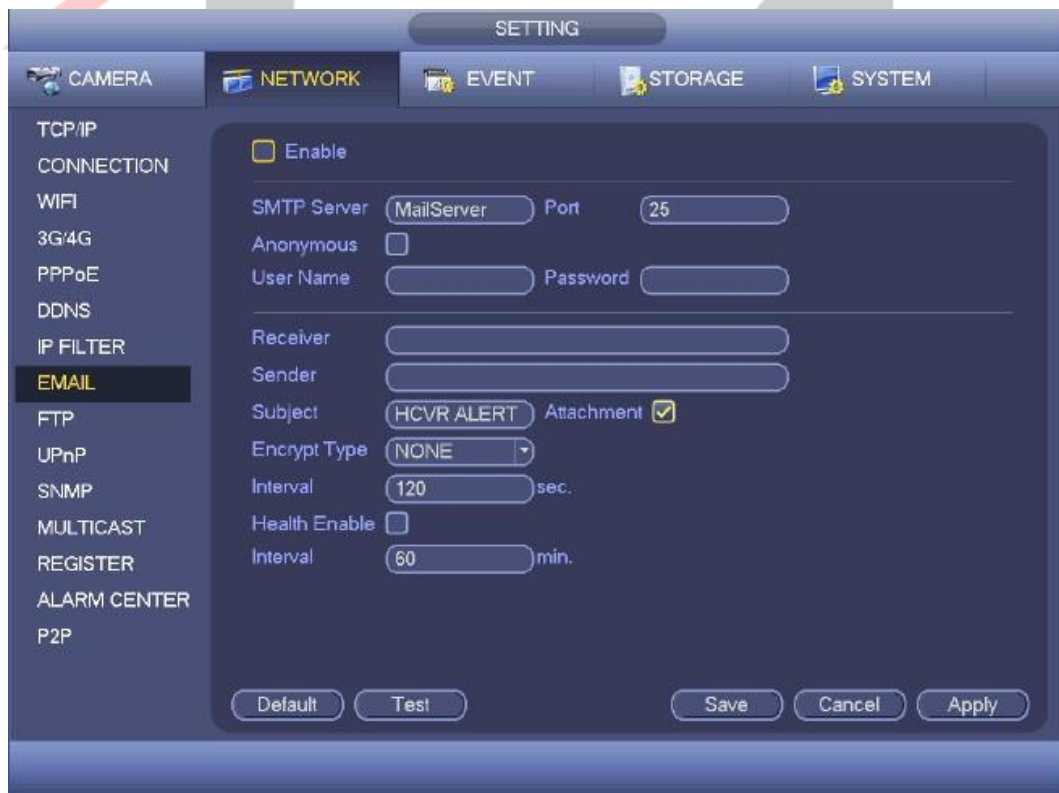 SETTING
CAMERA NETWORK EVENT STORAGE SYSTEM
TCP/IP
CONNECTION
WIFI
3G/4G
PPPoE
DDNS
IP FILTER
EMAIL
FTP
UPnP
SNMP
MULTICAST
REGISTER
ALARM CENTER
P2P
Enable
SMTP Server MailServer Port 25
Anonymous
User Name Password
Receiver
Sender
Subject HCVR ALERT Attachment
Encrypt Type NONE
Interval 120 sec.
Health Enable
Interval 60 min.
Default Test Save Cancel Apply